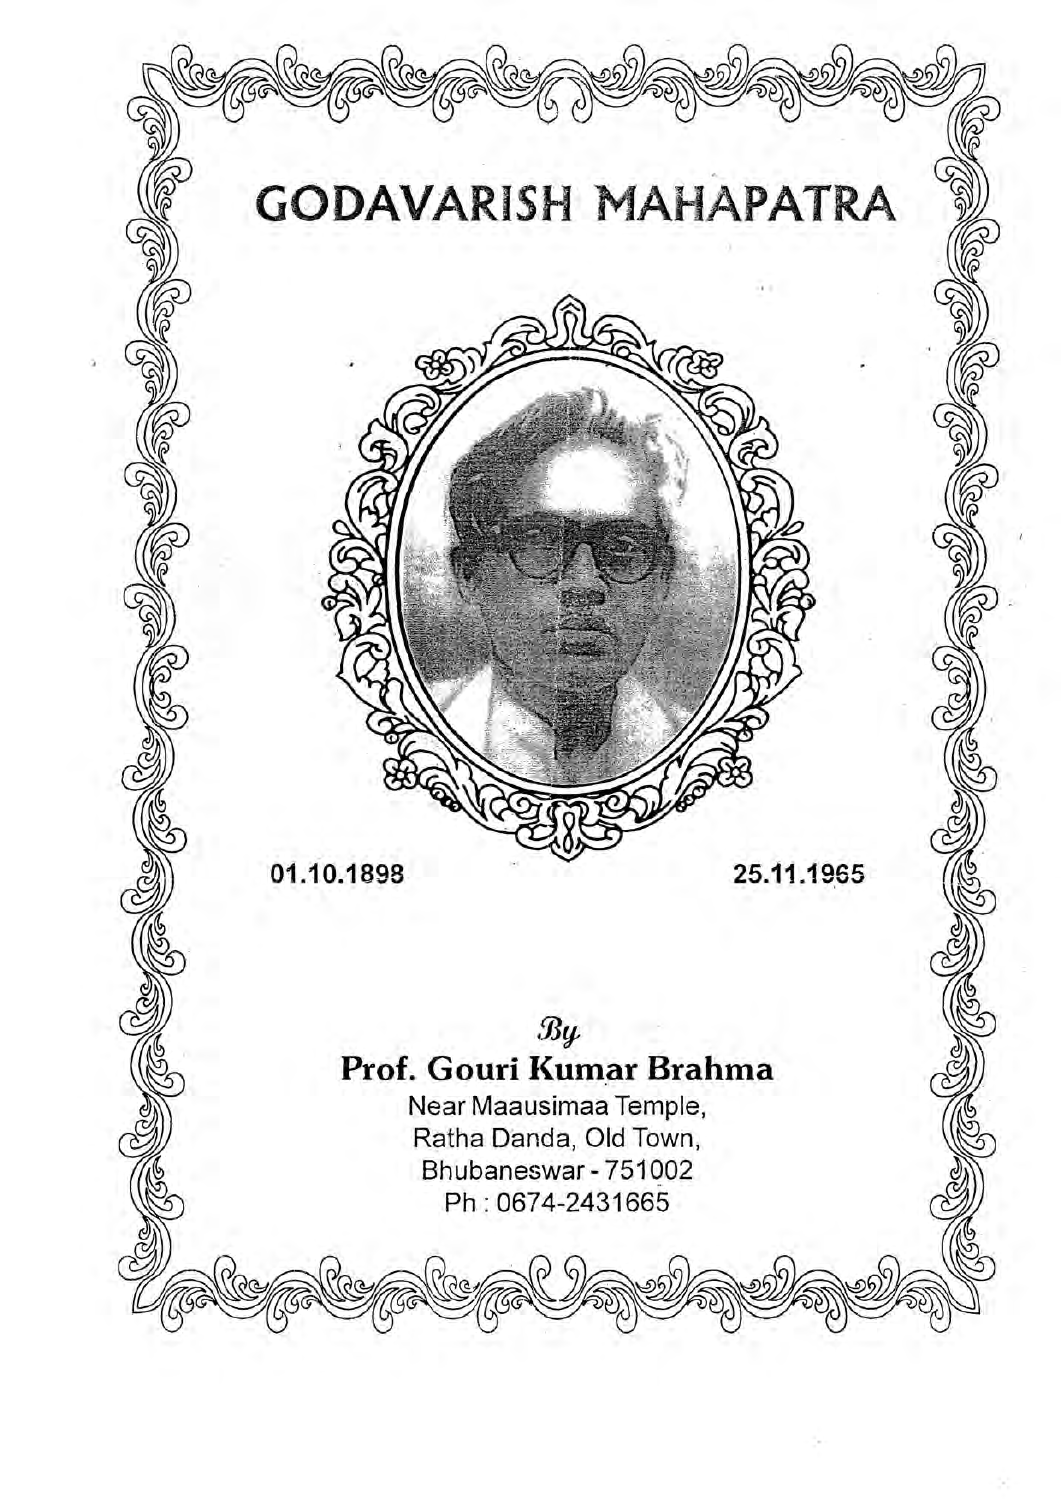 GODAVARISH MAHAPATRA
01.10.1898
25.11.1965
By
Prof. Gouri Kumar Brahma
Near Maausimaa Temple,
Ratha Danda, Old Town,
Bhubaneswar - 751002
Ph : 0674-2431665